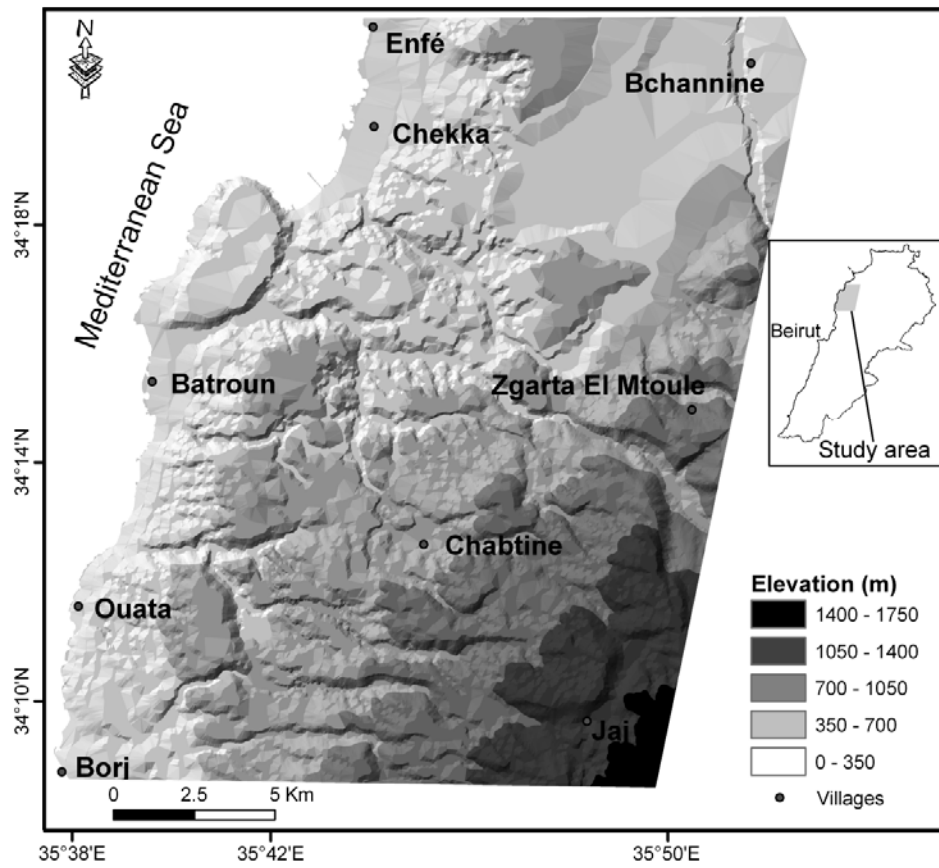 N
Enfé
Bchannine
Chekka
Mediterranean Sea
34°18'N
Beirut
Batroun
Zgarta El Mtoule
Study area
34°14'N
Chabtine
Elevation (m)
1400 - 1750
Ouata
1050 - 1400
700 - 1050
34°10'N
350 - 700
Jaj
0 - 350
Borj
0 2.5 5 Km
Villages
35°38'E 35°42'E 35°50'E